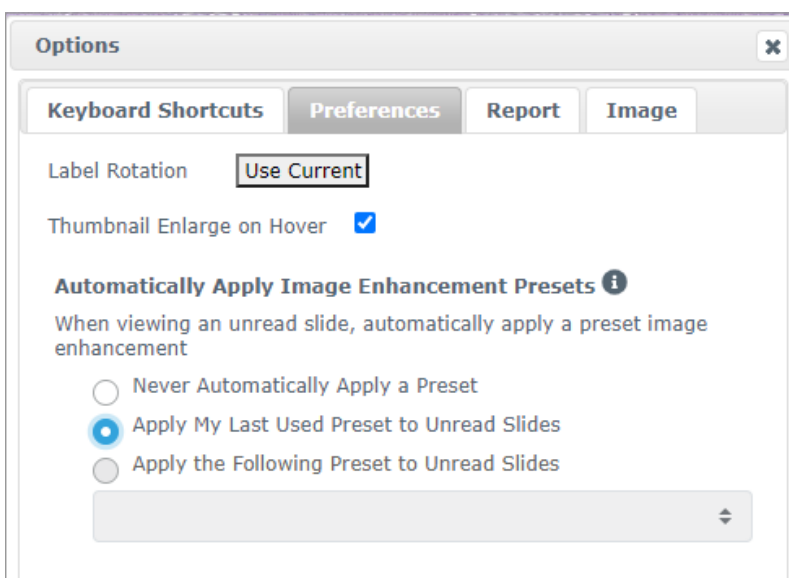 Options
Keyboard Shortcuts Preferences Report Image
Label Rotation Use Current
Thumbnail Enlarge on Hover
Automatically Apply Image Enhancement Presets
When viewing an unread slide, automatically apply a preset image
enhancement
Never Automatically Apply a Preset
Apply My Last Used Preset to Unread Slides
Apply the Following Preset to Unread Slides